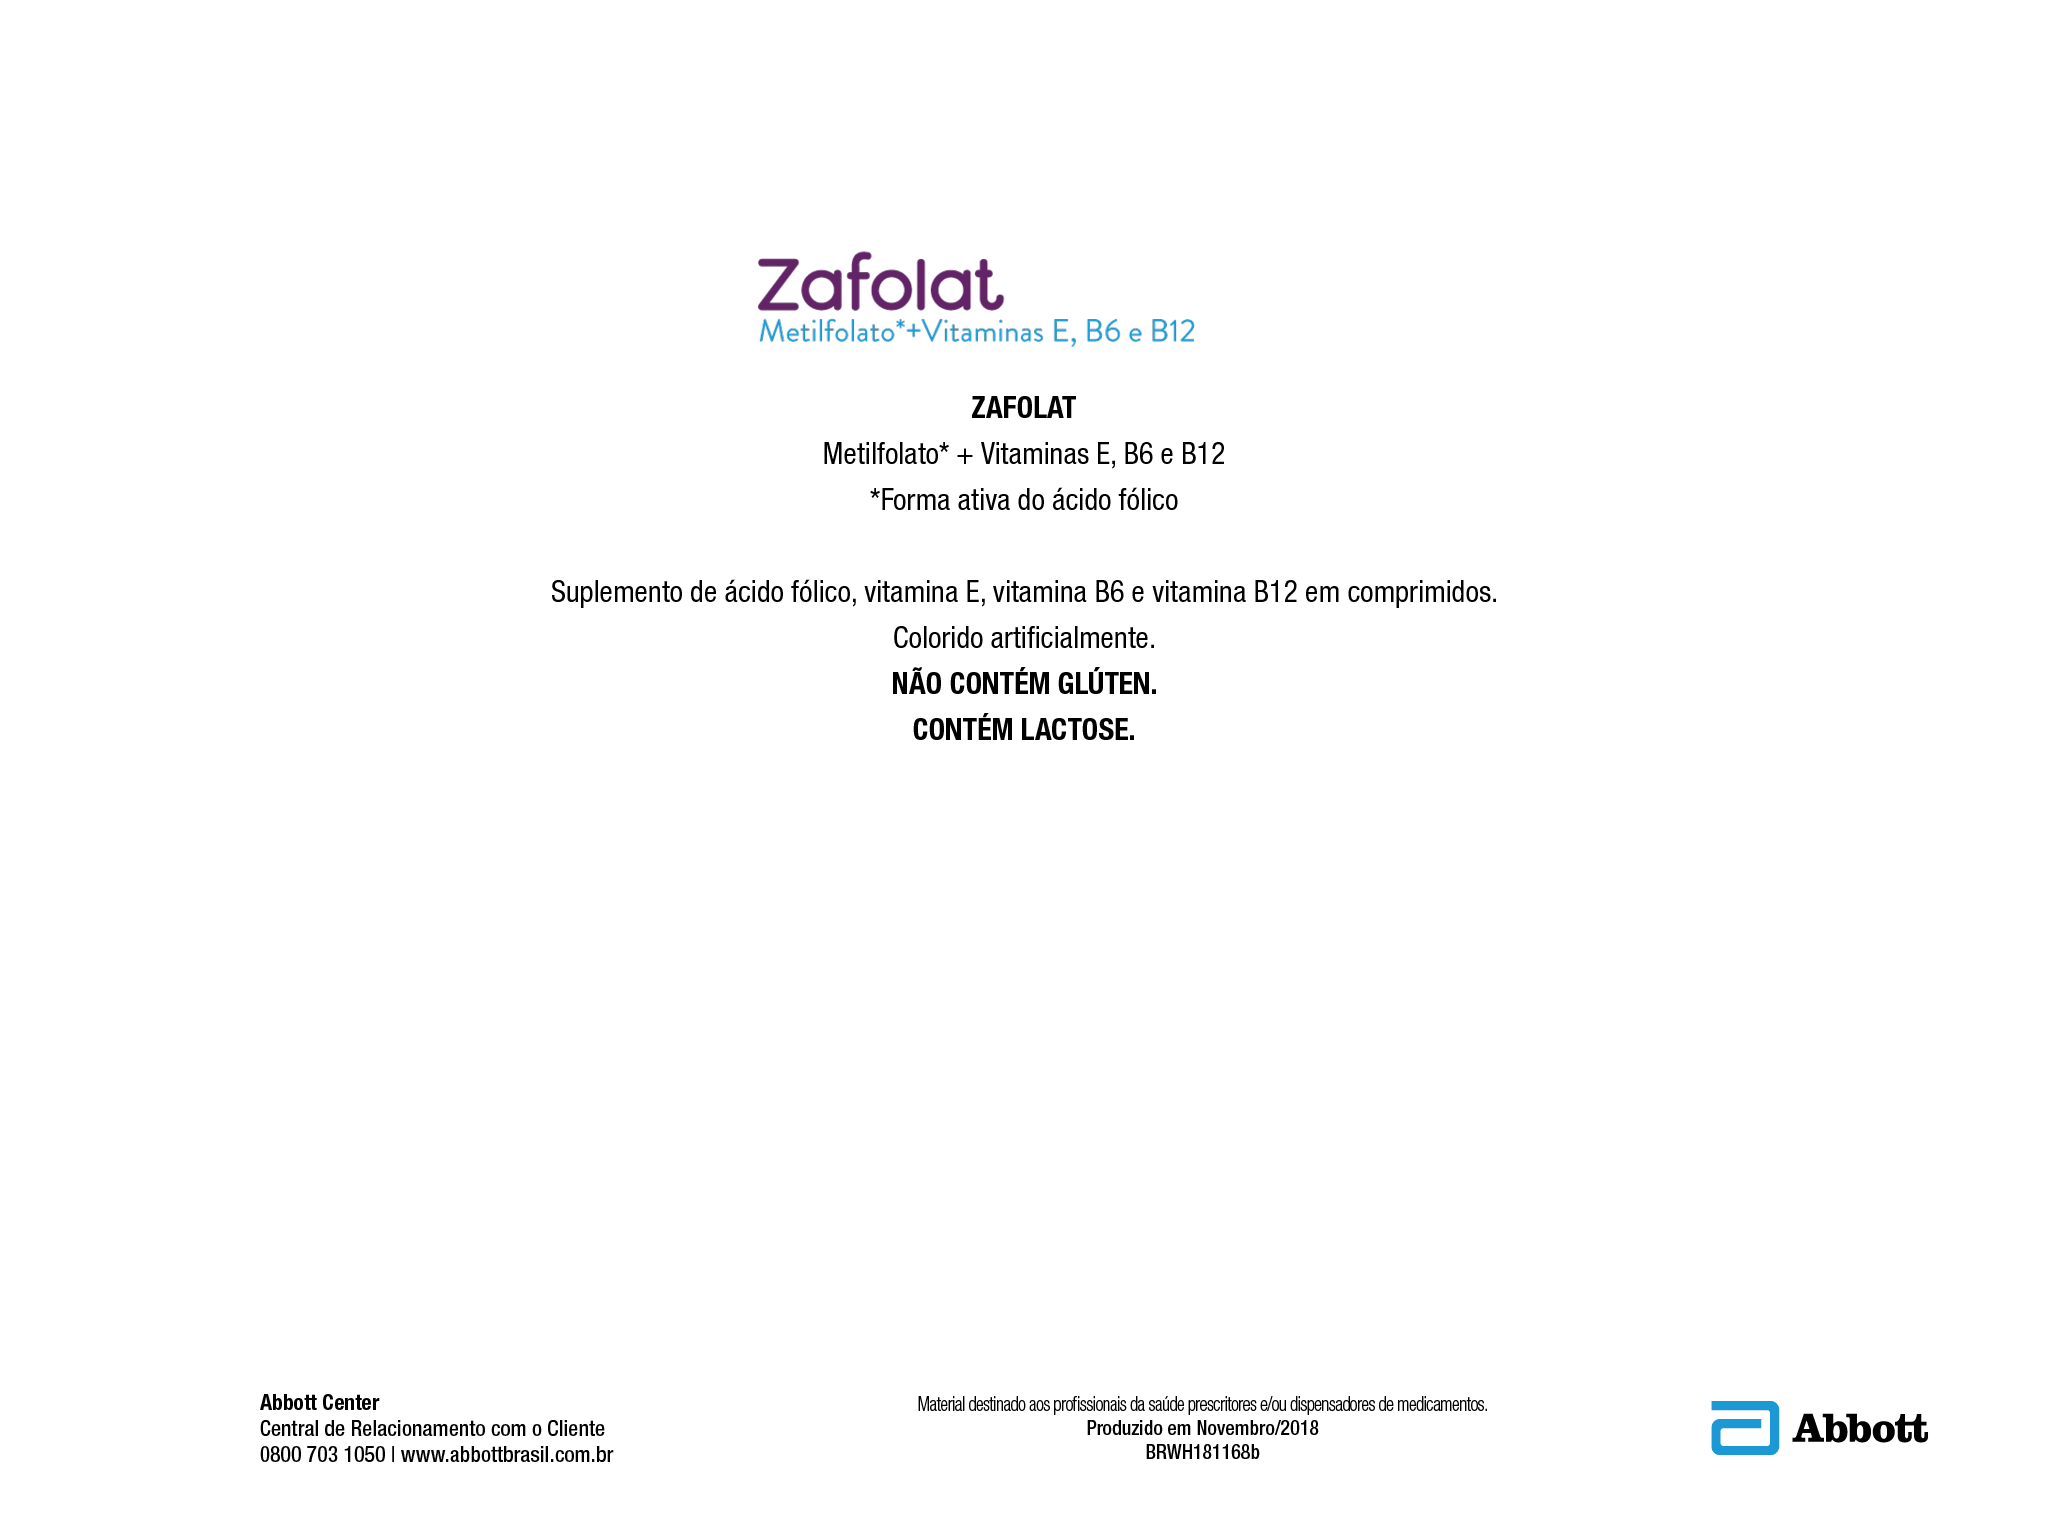 Zafolat
Metilfolato*+Vitaminas E, B6 e B12
ZAFOLAT
Metilfolato* + Vitaminas E, B6 e B12
*Forma ativa do ácido fólico
Suplemento de ácido fólico, vitamina E, vitamina B6 e vitamina B12 em comprimidos.
Colorido artificialmente.
NÃO CONTÉM GLÚTEN.
CONTÉM LACTOSE.
Abbott Center
Central de Relacionamento com o Cliente
0800 703 1050 | www.abbottbrasil.com.br
Material destinado aos profissionais da saúde prescritores e/ou dispensadores de medicamentos.
Produzido em Novembro/2018
BRWH181168b
Abbott